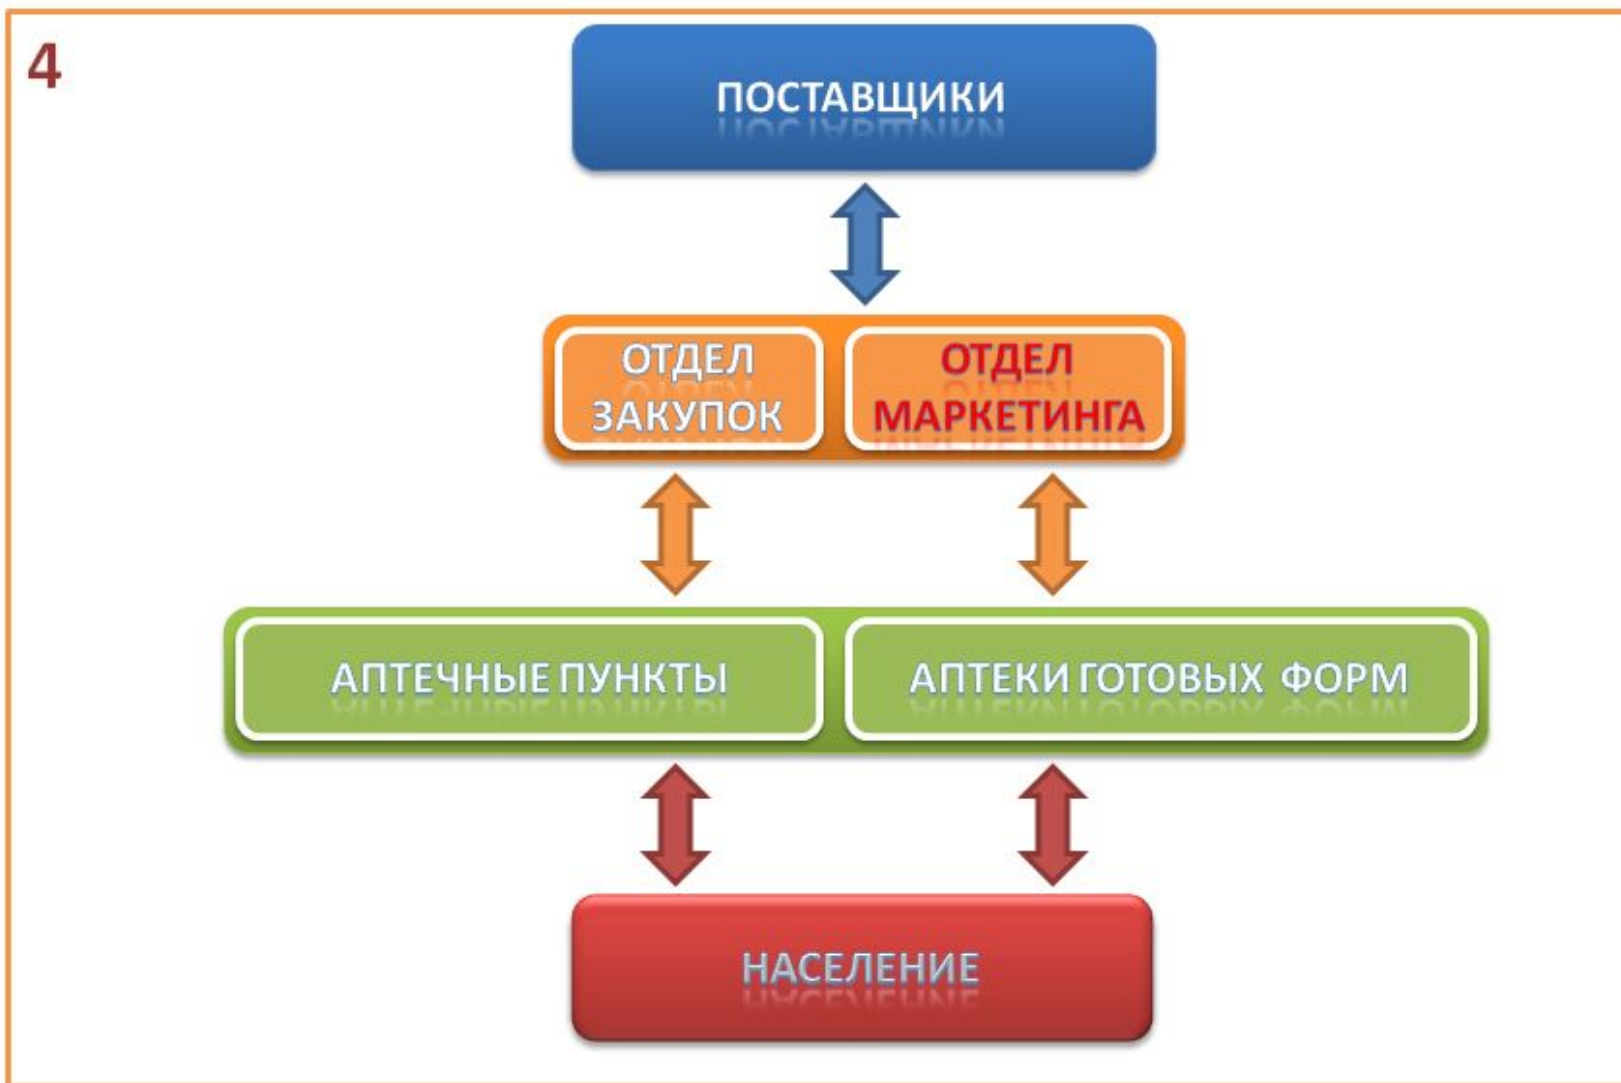 4
ПОСТАВЩИКИ
ОТДЕЛ
ЗАКУПОК
ОТДЕЛ
МАРКЕТИНГА
АПТЕЧНЫЕ ПУНКТЫ
АПТЕКИ ГОТОВЫХ ФОРМ
НАСЕЛЕНИЕ